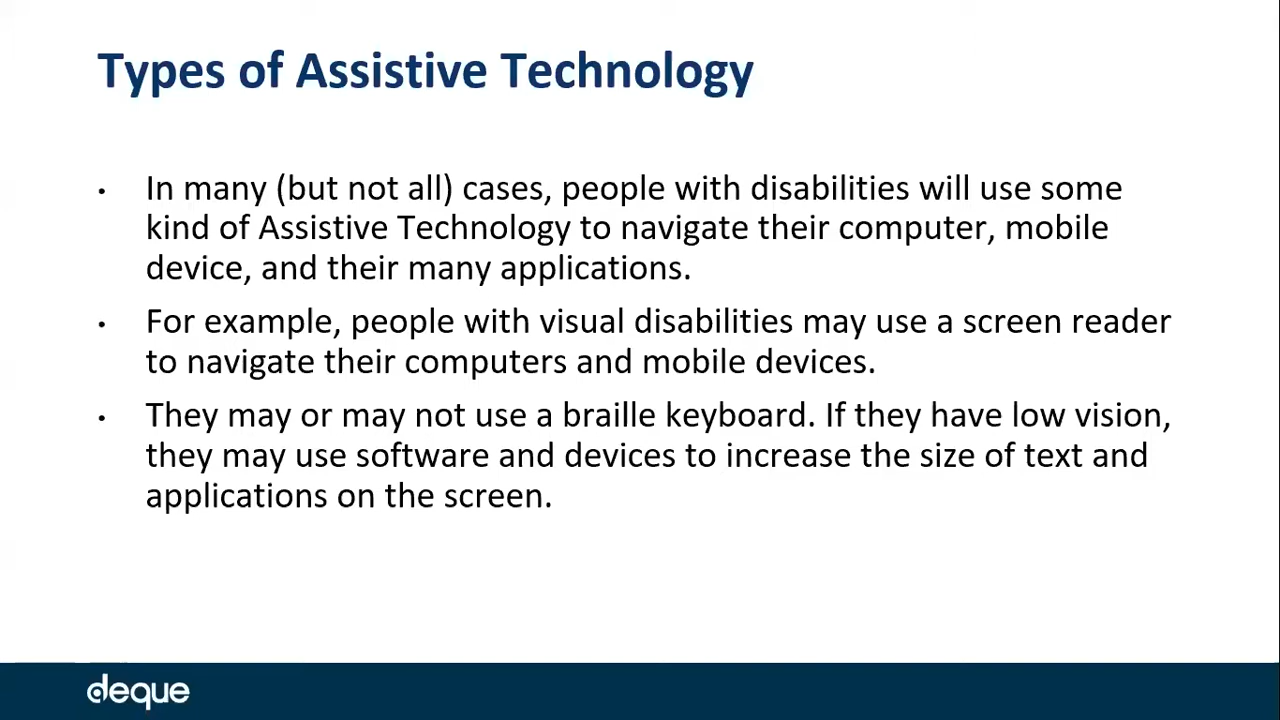 Types of Assistive Technology
• In many (but not all) cases, people with disabilities will use some
kind of Assistive Technology to navigate their computer, mobile
device, and their many applications.
• For example, people with visual disabilities may use a screen reader
to navigate their computers and mobile devices.
• They may or may not use a braille keyboard. If they have low vision,
they may use software and devices to increase the size of text and
applications on the screen.
deque